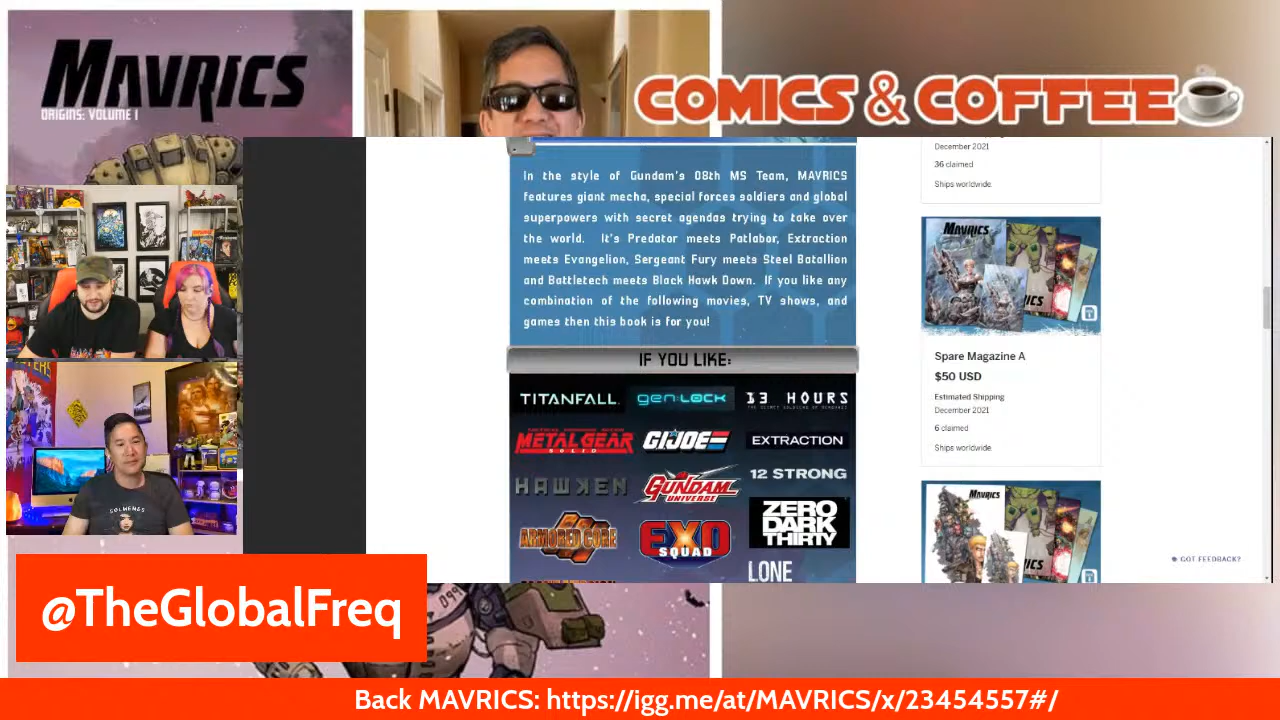 MAVRICS
ORIGINS: VOLUME 1
COMICS & COFFEE
In the style of Gundam's 08th MS Team, MAVRICS
features giant mecha, special forces soldiers and global
superpowers with secret agendas trying to take over
the world. It's Predator meets Patlabor, Extraction
meets Evangelion, Sergeant Fury meets Steel Batallion
and Battletech meets Black Hawk Down. If you like any
combination of the following movies, TV shows, and
games then this book is for you!
IF YOU LIKE:
TITANFALL
gen:LOCK
13 HOURS
METAL GEAR
SOLID
G.I. JOE
EXTRACTION
HAWKEN
GUNDAM
UNIVERSE
12 STRONG
ARMORED CORE
EXO
SQUAD
ZERO
DARK
THIRTY
LONE
December 2021
36 claimed
Ships worldwide
MAVRICS
Spare Magazine A
$50 USD
Estimated Shipping
December 2021
6 claimed
Ships worldwide
MAVRICS
GOT FEEDBACK?
SOLMEMES
099
@TheGlobalFreq
Back MAVRICS: https://igg.me/at/MAVRICS/x/23454557#/